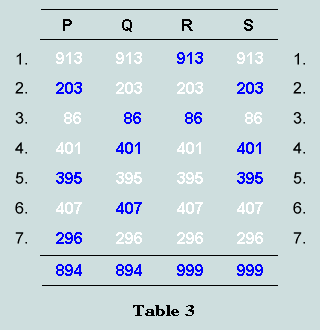 P Q R S
1. 913 913 913 913 1.
2. 203 203 203 203 2.
3. 86 86 86 86 3.
4. 401 401 401 401 4.
5. 395 395 395 395 5.
6. 407 407 407 407 6.
7. 296 296 296 296 7.
894 894 999 999
Table 3